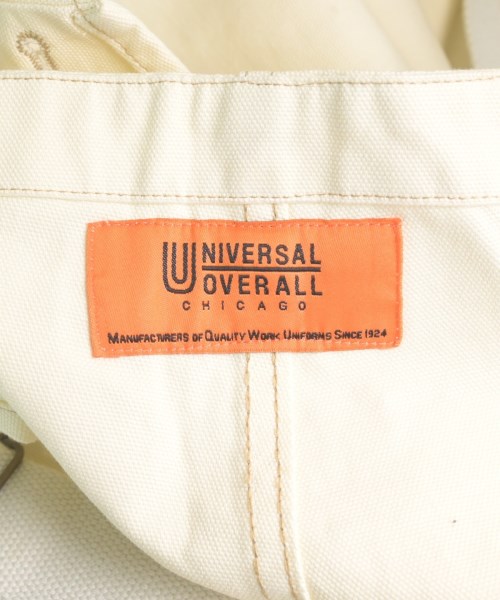 UNIVERSAL
OVERALL
CHICAGO
MANUFACTURERS OF QUALITY WORK UNIFORMS SINCE 1924